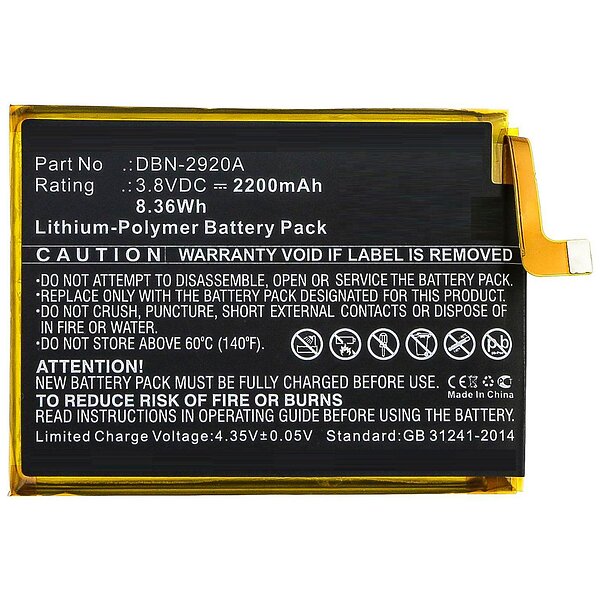 Part No .:DBN-2920A
Rating .:3.8VDC ⎓ 2200mAh
8.36Wh
Lithium-Polymer Battery Pack
CAUTION: WARRANTY VOID IF LABEL IS REMOVED
•DO NOT ATTEMPT TO DISASSEMBLE, OPEN OR SERVICE THE BATTERY PACK.
•REPLACE ONLY WITH THE BATTERY PACK DESIGNATED FOR THIS PRODUCT.
•DO NOT CRUSH, PUNCTURE, SHORT EXTERNAL CONTACTS OR DISPOSE OF
IN FIRE OR WATER.
•DO NOT STORE ABOVE 60℃ (140℉).
ATTENTION!
NEW BATTERY PACK MUST BE FULLY CHARGED BEFORE USE
TO REDUCE RISK OF FIRE OR BURNS
READ INSTRUCTIONS IN OPERATING GUIDE BEFORE BATTERY USE.
CE
Made In China
Limited Charge Voltage:4.35V±0.05V Standard:GB 31241-2014